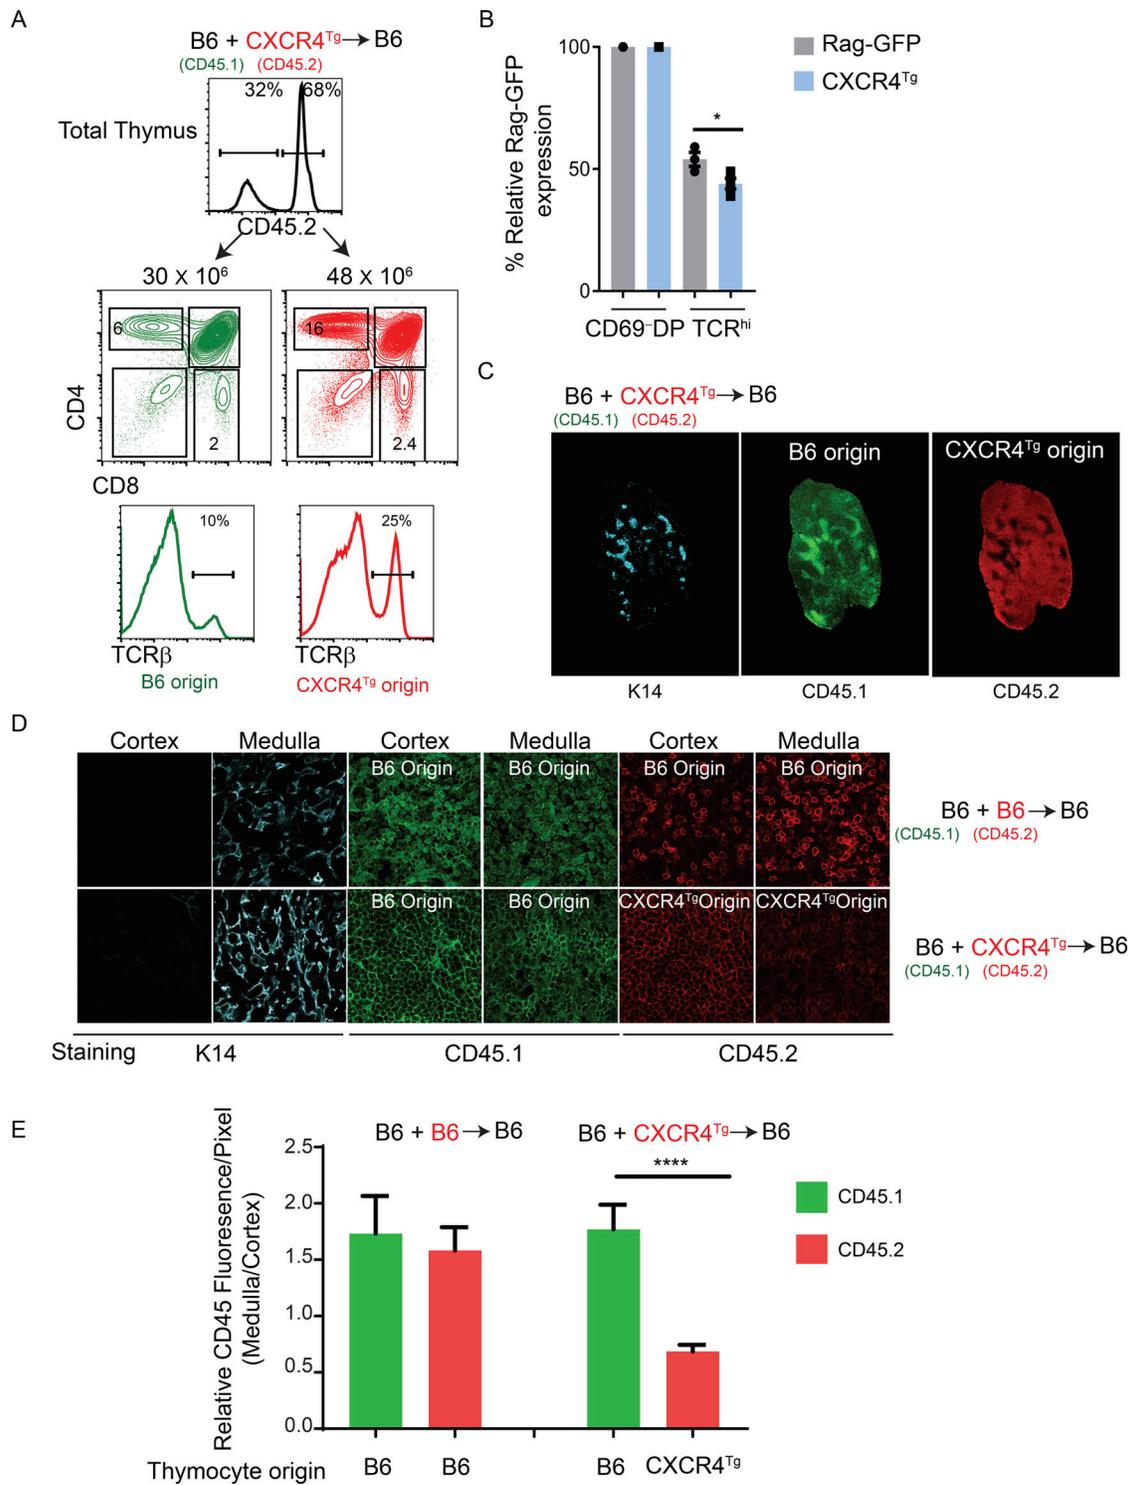 A
B6 + CXCR4Tg → B6
(CD45.1) (CD45.2)
32% 68%
Total Thymus
CD45.2
30 X 10⁶ 48 X 10⁶
6 16
CD4
2 2.4
CD8
10% 25%
TCRβ TCRβ
B6 origin CXCR4Tg origin
B
% Relative Rag-GFP
expression
100
50
0
*
CD69⁻DP TCRhi
Rag-GFP
CXCR4Tg
C
B6 + CXCR4Tg → B6
(CD45.1) (CD45.2)
B6 origin CXCR4Tg origin
K14 CD45.1 CD45.2
D
Cortex Medulla Cortex Medulla Cortex Medulla
B6 Origin B6 Origin B6 Origin B6 Origin
B6 + B6 → B6
(CD45.1) (CD45.2)
B6 Origin B6 Origin CXCR4TgOrigin CXCR4TgOrigin
B6 + CXCR4Tg → B6
(CD45.1) (CD45.2)
Staining K14 CD45.1 CD45.2
E
Relative CD45 Fluoresence/Pixel
(Medulla/Cortex)
B6 + B6 → B6 B6 + CXCR4Tg → B6
2.5
2.0
1.5
1.0
0.5
0.0
****
CD45.1
CD45.2
Thymocyte origin B6 B6 B6 CXCR4Tg